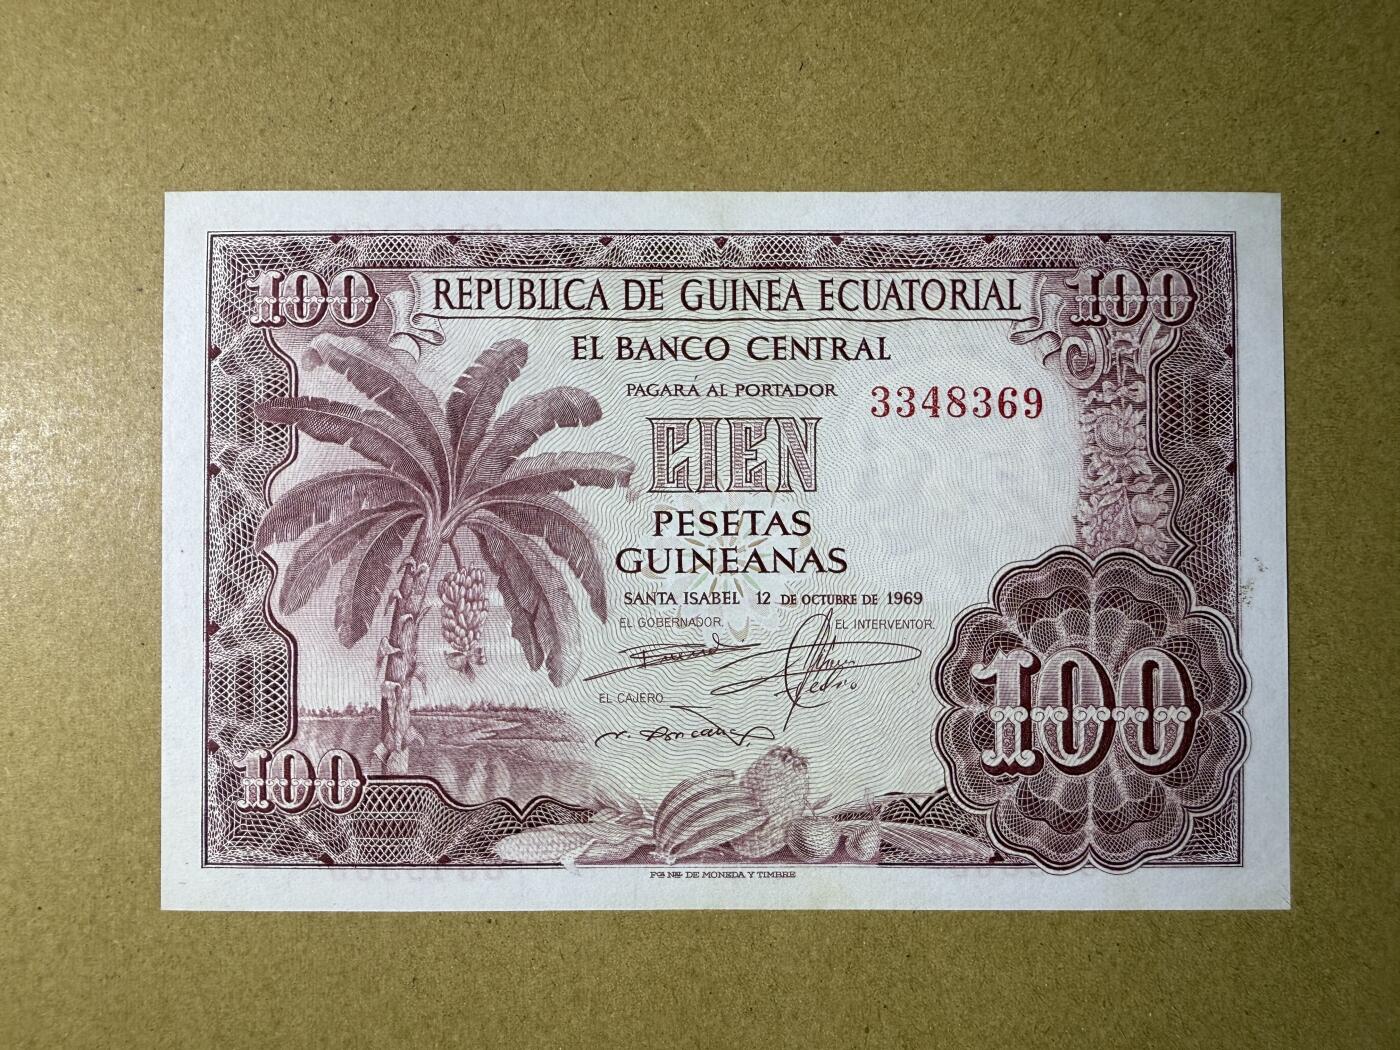 100 REPUBLICA DE GUINEA ECUATORIAL 100
EL BANCO CENTRAL
PAGARÁ AL PORTADOR
3348369
CIEN
PESETAS
GUINEANAS
SANTA ISABEL 12 DE OCTUBRE DE 1969
EL GOBERNADOR. EL INTERVENTOR.
EL CAJERO
100
100
Fca Nal DE MONEDA Y TIMBRE